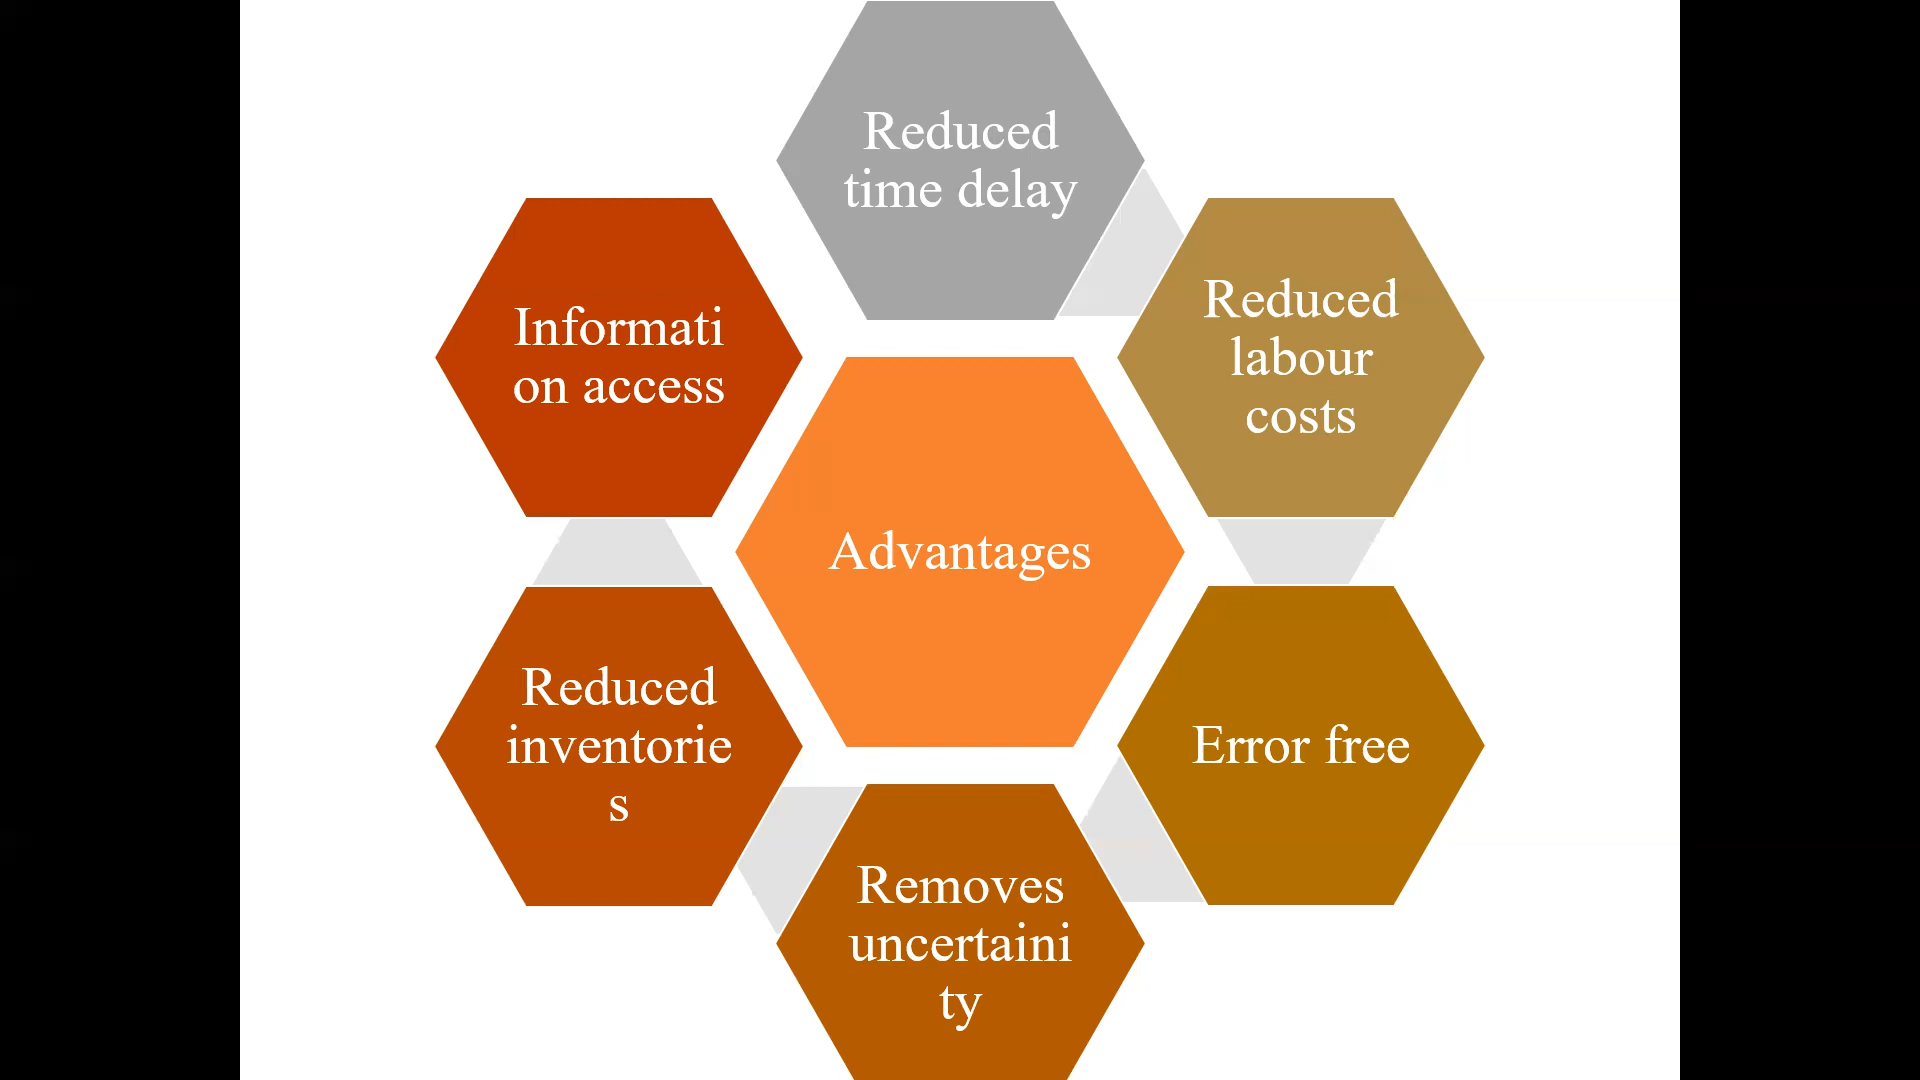 Reduced
time delay
Reduced
labour
costs
Error free
Removes
uncertaini
ty
Reduced
inventorie
s
Informati
on access
Advantages